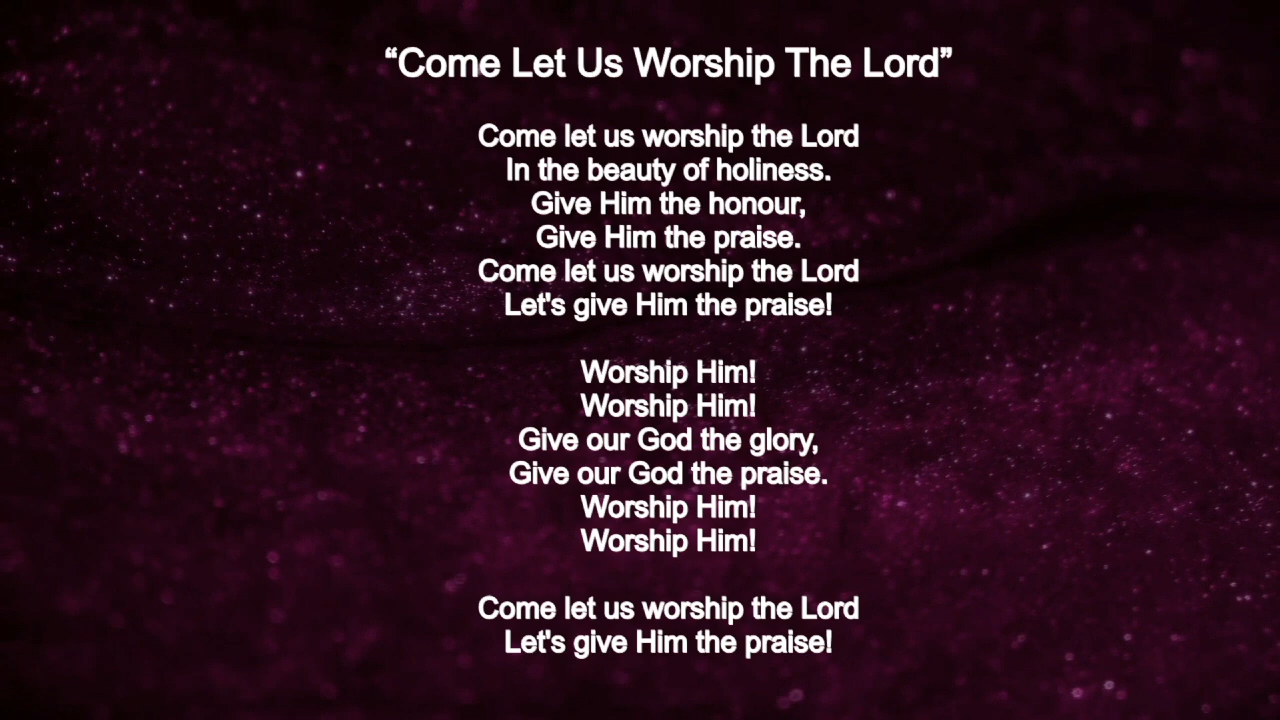 “Come Let Us Worship The Lord”
Come let us worship the Lord
In the beauty of holiness.
Give Him the honour,
Give Him the praise.
Come let us worship the Lord
Let's give Him the praise!
Worship Him!
Worship Him!
Give our God the glory,
Give our God the praise.
Worship Him!
Worship Him!
Come let us worship the Lord
Let's give Him the praise!